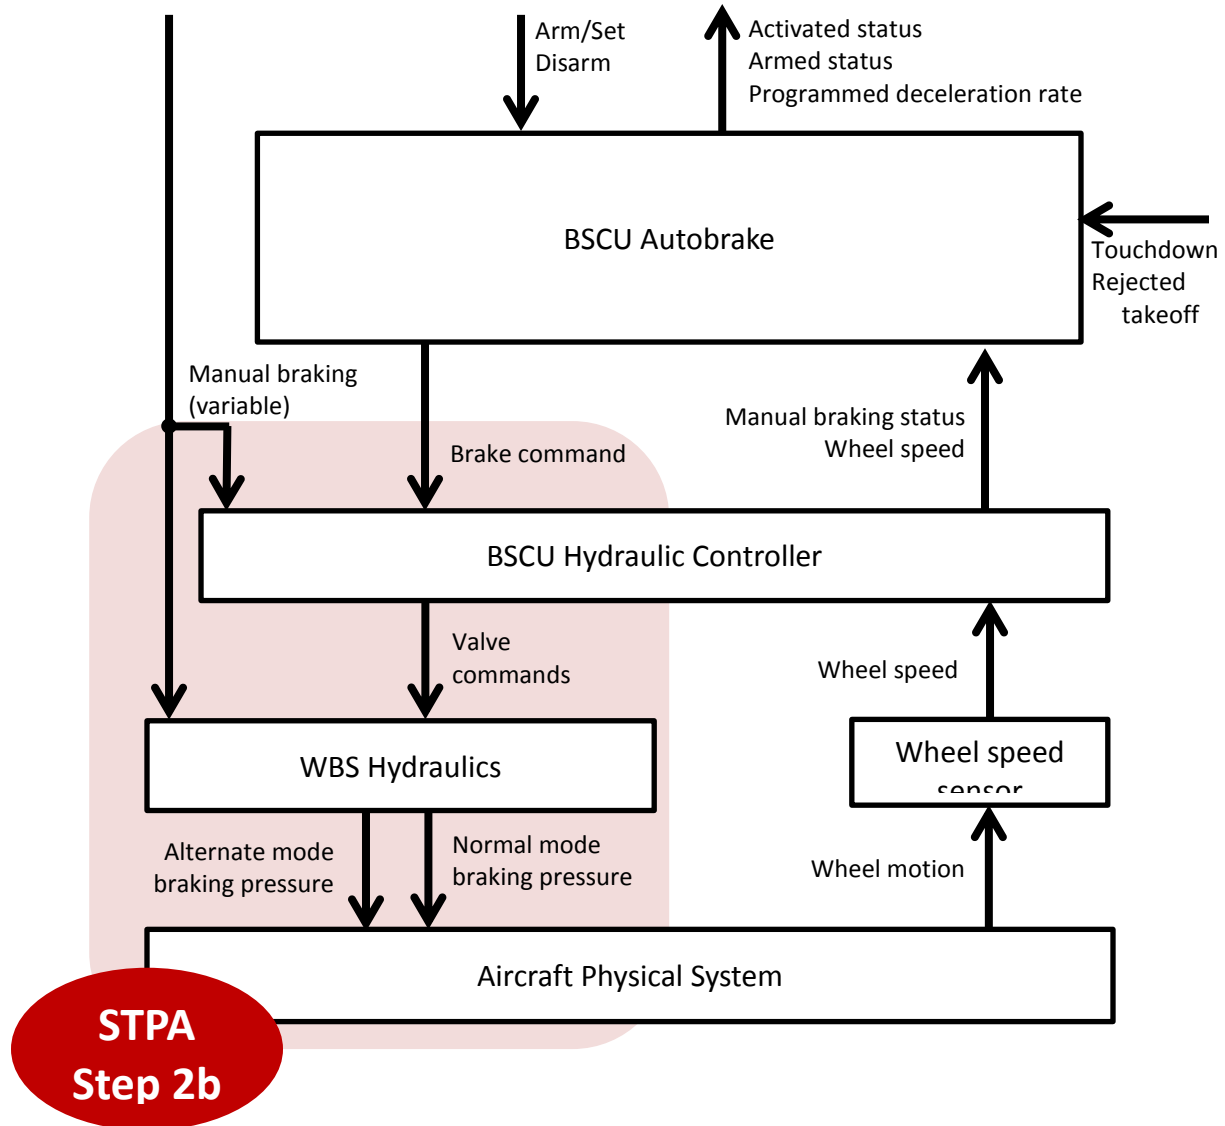 Arm/Set
Disarm
Activated status
Armed status
Programmed deceleration rate
BSCU Autobrake
Touchdown
Rejected
takeoff
Manual braking
(variable)
Brake command
Manual braking status
Wheel speed
BSCU Hydraulic Controller
Valve
commands
Wheel speed
WBS Hydraulics
Wheel speed
sensor
Alternate mode
braking pressure
Normal mode
braking pressure
Wheel motion
Aircraft Physical System
STPA
Step 2b